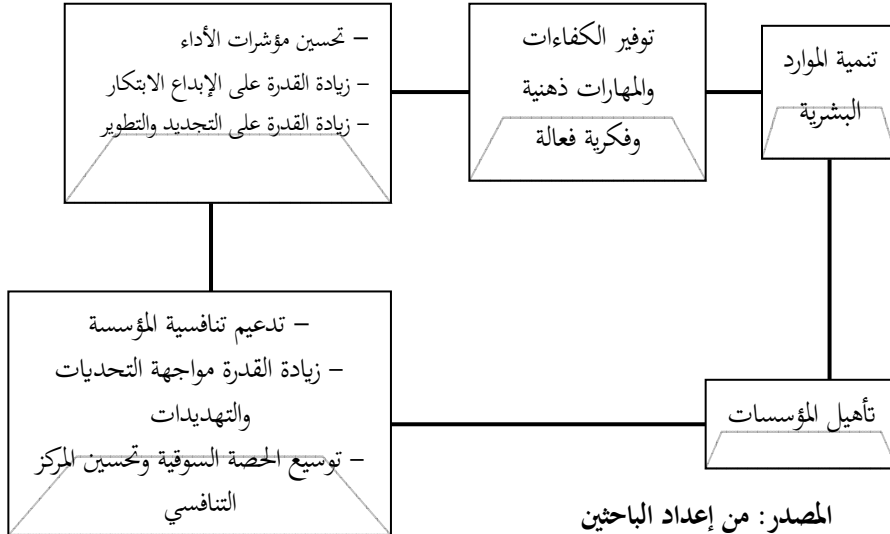 تنمية الموارد
البشرية
توفير الكفاءات
والمهارات ذهنية
وفكرية فعالة
– تحسين مؤشرات الأداء
– زيادة القدرة على الإبداع الابتكار
– زيادة القدرة على التجديد والتطوير
– تدعيم تنافسية المؤسسة
– زيادة القدرة مواجهة التحديات
والتهديدات
– توسيع الحصة السوقية وتحسين المركز
التنافسي
تأهيل المؤسسات
المصدر: من إعداد الباحثين